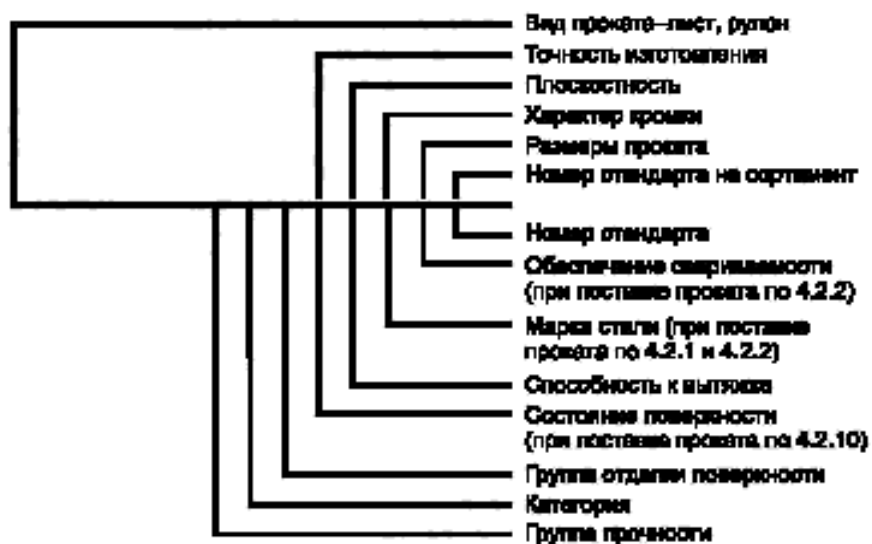 Вид проката–лист, рулон
Точность изготовления
Плоскостность
Характер кромки
Размеры проката
Номер стандарта на сортамент
Номер стандарта
Обеспечение свариваемости
(при поставке проката по 4.2.2)
Марка стали (при поставке
проката по 4.2.1 и 4.2.2)
Способность к вытяжке
Состояние поверхности
(при поставке проката по 4.2.10)
Группа отделки поверхности
Категория
Группа прочности